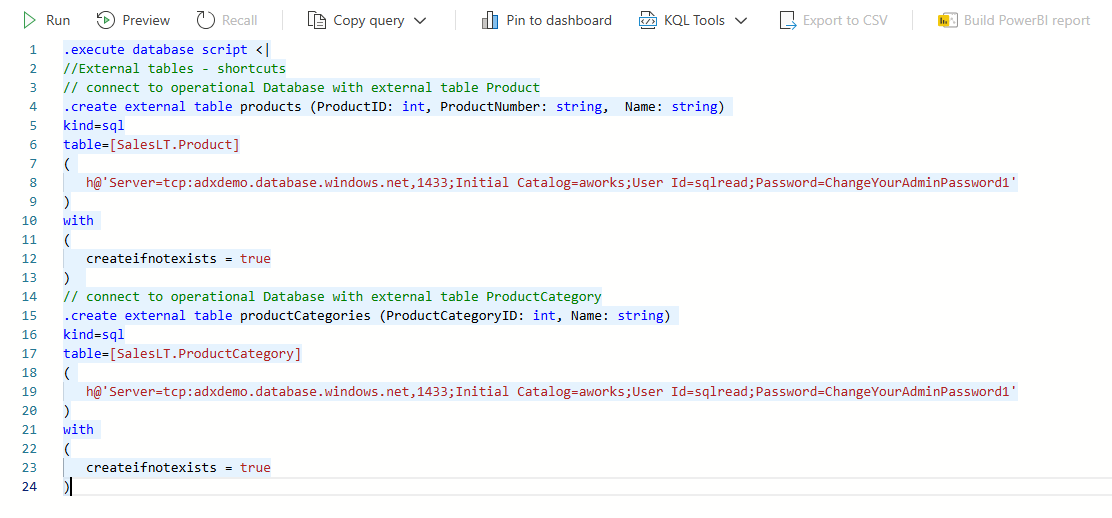 Run Preview Recall Copy query Pin to dashboard KQL Tools Export to CSV Build PowerBI report
1 .execute database script <|
2 //External tables - shortcuts
3 // connect to operational Database with external table Product
4 .create external table products (ProductID: int, ProductNumber: string,  Name: string)
5 kind=sql
6 table=[SalesLT.Product]
7 (
8 h@'Server=tcp:adxdemo.database.windows.net,1433;Initial Catalog=aworks;User Id=sqlread;Password=ChangeYourAdminPassword1'
9 )
10 with
11 (
12 createifnotexists = true
13 )
14 // connect to operational Database with external table ProductCategory
15 .create external table productCategories (ProductCategoryID: int, Name: string)
16 kind=sql
17 table=[SalesLT.ProductCategory]
18 (
19 h@'Server=tcp:adxdemo.database.windows.net,1433;Initial Catalog=aworks;User Id=sqlread;Password=ChangeYourAdminPassword1'
20 )
21 with
22 (
23 createifnotexists = true
24 )